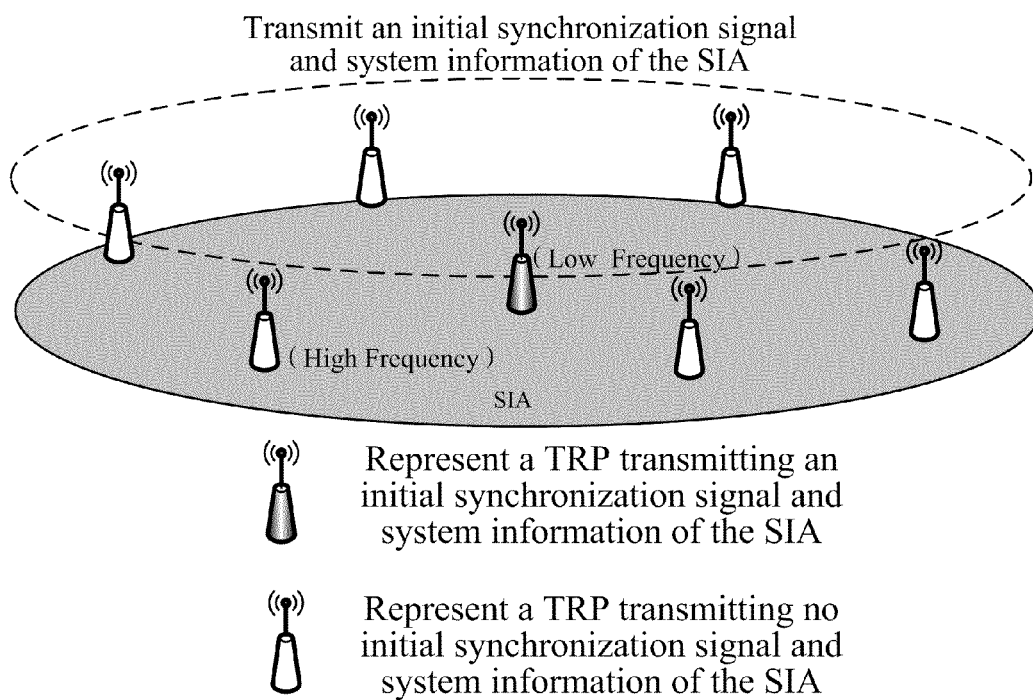 Transmit an initial synchronization signal
and system information of the SIA
( Low Frequency )
( High Frequency )
SIA
Represent a TRP transmitting an
initial synchronization signal and
system information of the SIA
Represent a TRP transmitting no
initial synchronization signal and
system information of the SIA